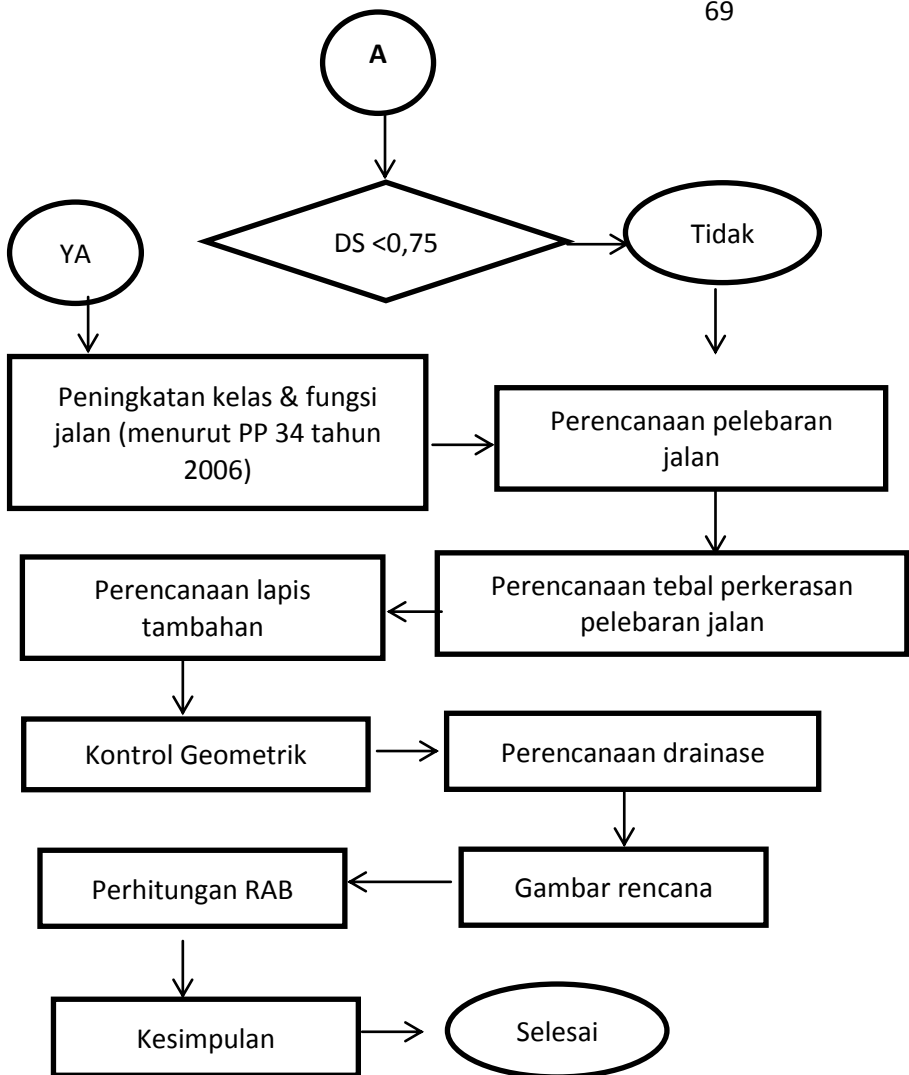 69
A
DS <0,75
Tidak
YA
Peningkatan kelas & fungsi
jalan (menurut PP 34 tahun
2006)
Perencanaan pelebaran
jalan
Perencanaan tebal perkerasan
pelebaran jalan
Perencanaan lapis
tambahan
Kontrol Geometrik
Perencanaan drainase
Gambar rencana
Perhitungan RAB
Kesimpulan
Selesai